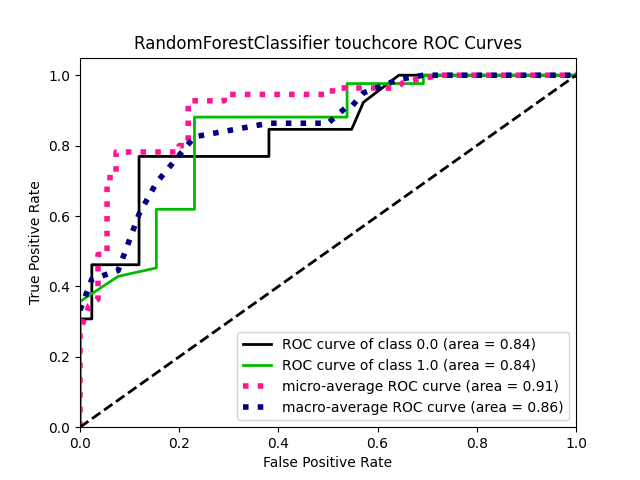 RandomForestClassifier touchcore ROC Curves
1.0
0.8
0.6
0.4
0.2
0.0
True Positive Rate
ROC curve of class 0.0 (area = 0.84)
ROC curve of class 1.0 (area = 0.84)
micro-average ROC curve (area = 0.91)
macro-average ROC curve (area = 0.86)
0.0 0.2 0.4 0.6 0.8 1.0
False Positive Rate